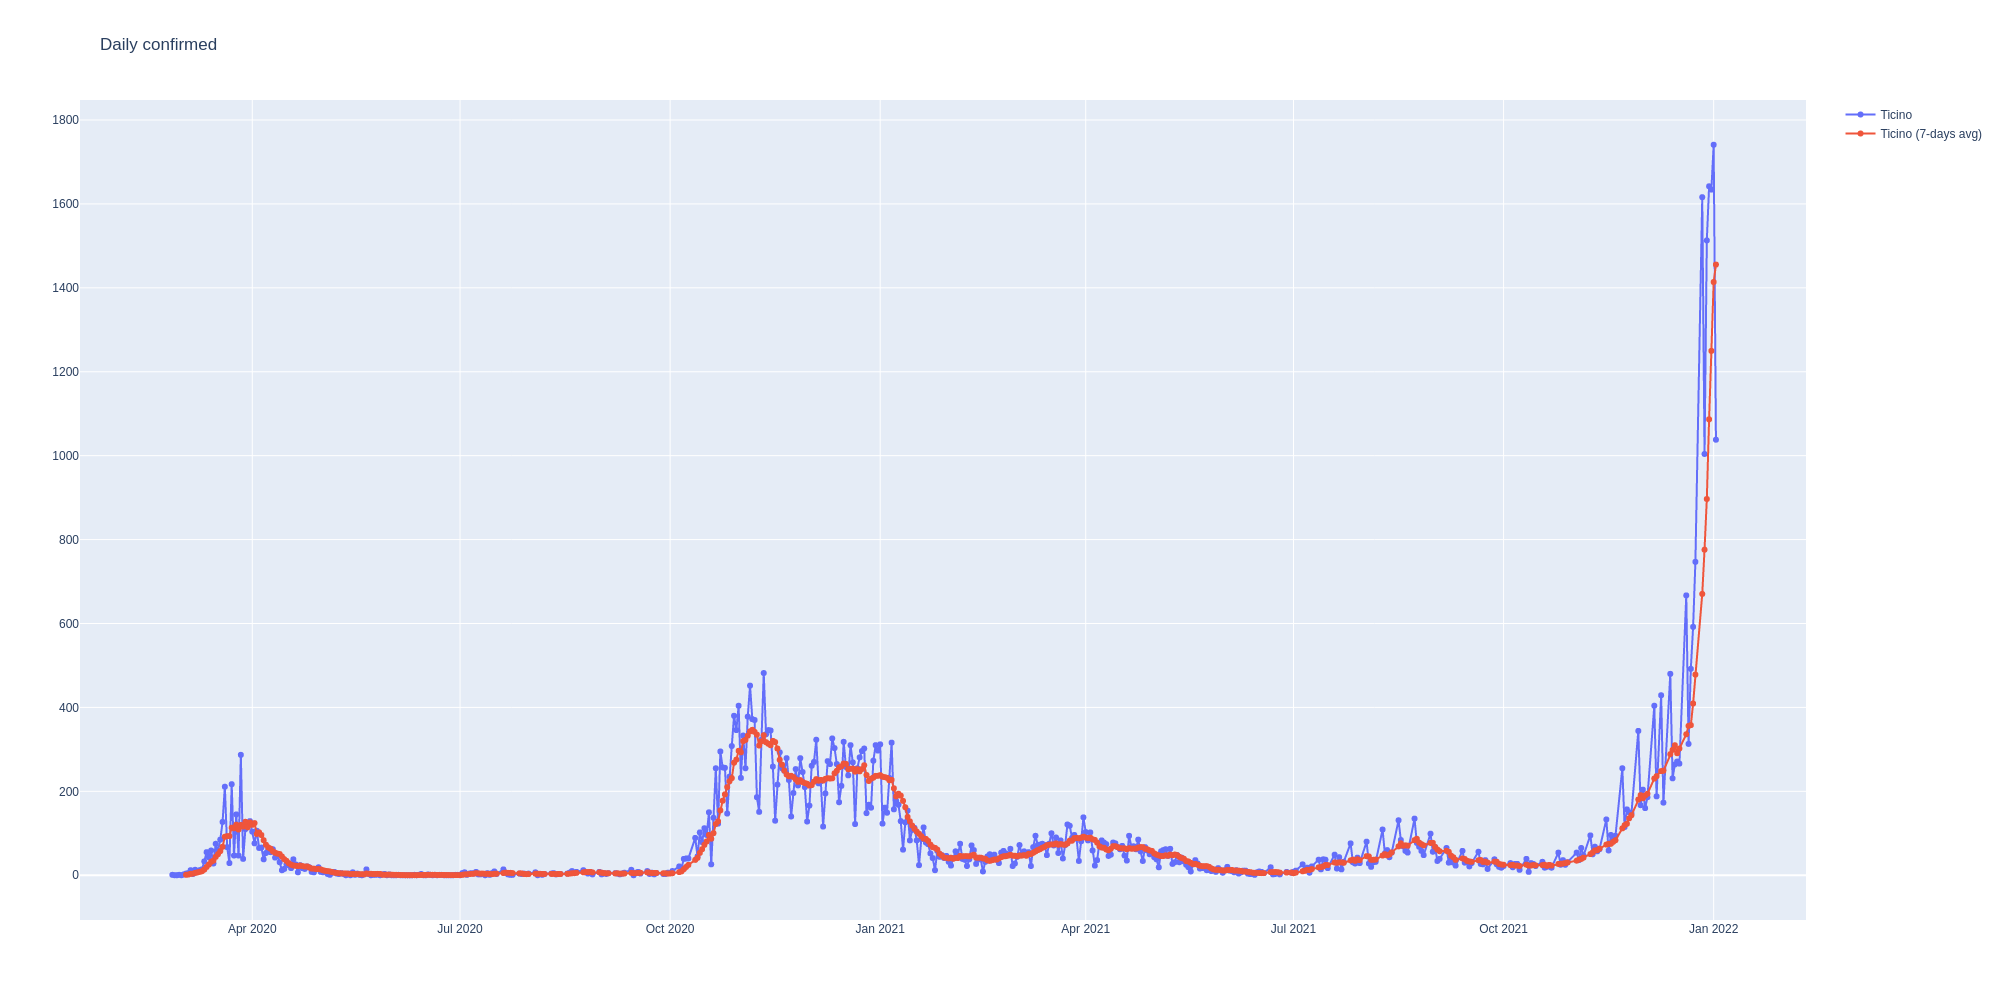 Daily confirmed
Ticino
Ticino (7-days avg)
1800
1600
1400
1200
1000
800
600
400
200
0
Apr 2020
Jul 2020
Oct 2020
Jan 2021
Apr 2021
Jul 2021
Oct 2021
Jan 2022